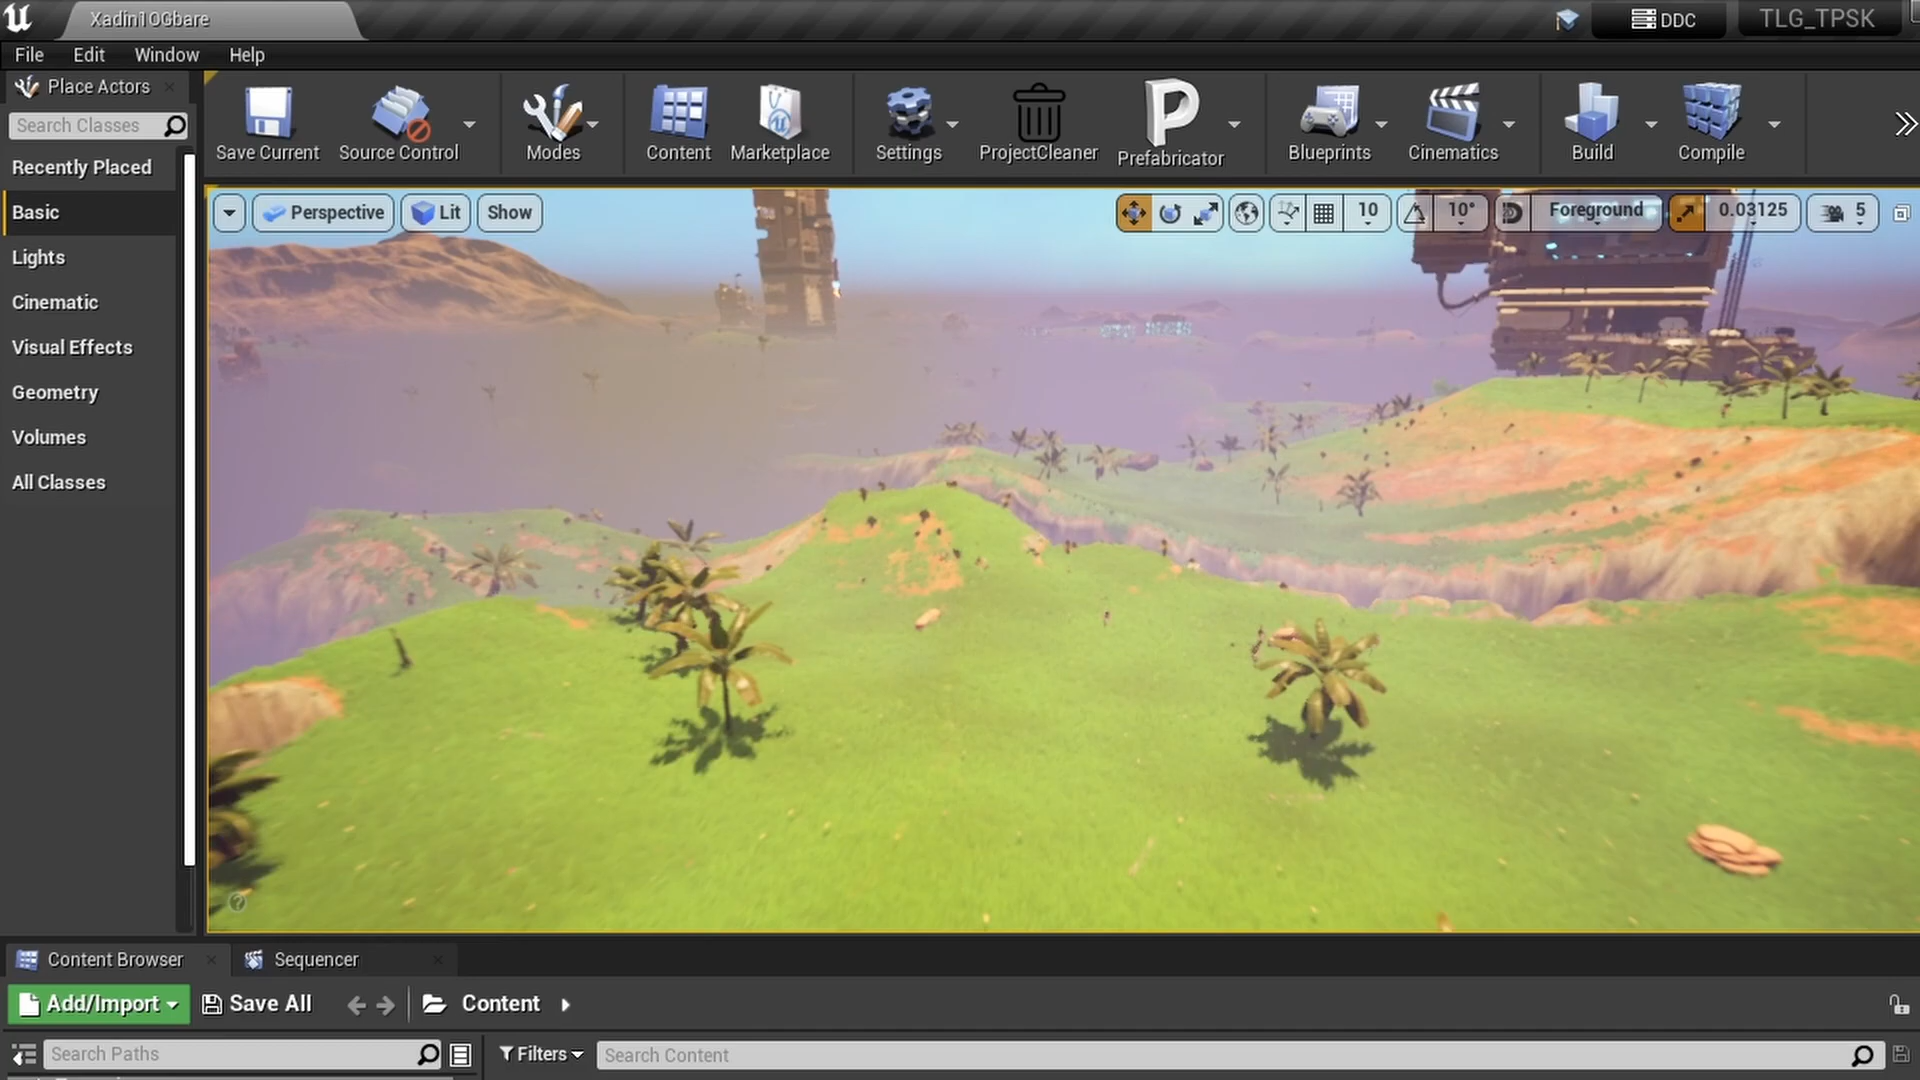 Xadin1OGbare
DDC
TLG_TPSK
File Edit Window Help
Place Actors
Search Classes
Recently Placed
Basic
Lights
Cinematic
Visual Effects
Geometry
Volumes
All Classes
Save Current
Source Control
Modes
Content
Marketplace
Settings
ProjectCleaner
Prefabricator
Blueprints
Cinematics
Build
Compile
Perspective
Lit
Show
10
10°
Foreground
0.03125
5
Content Browser
Sequencer
Add/Import
Save All
Content
Search Paths
Filters
Search Content